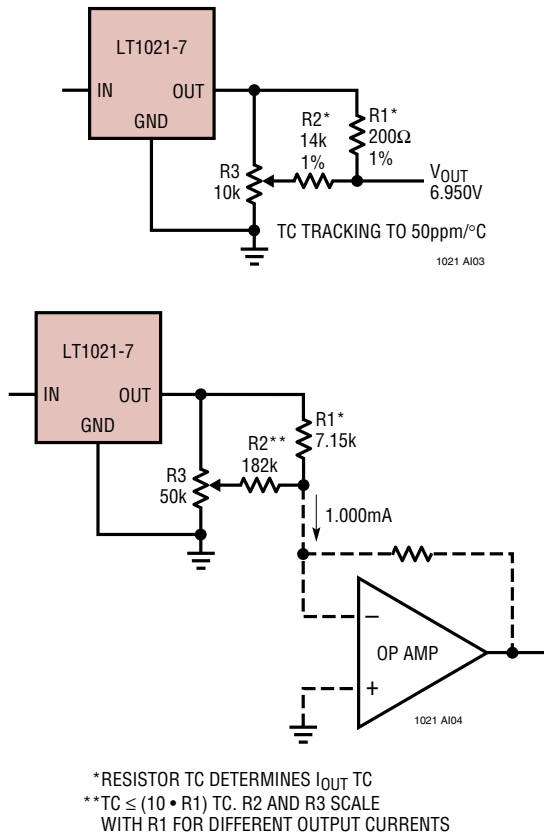 LT1021-7
IN
OUT
GND
R3
10k
R2*
14k
1%
R1*
200Ω
1%
VOUT
6.950V
TC TRACKING TO 50ppm/°C
1021 AI03
LT1021-7
IN
OUT
GND
R3
50k
R2**
182k
R1*
7.15k
1.000mA
–
OP AMP
+
1021 AI04
*RESISTOR TC DETERMINES IOUT TC
**TC ≤ (10 • R1) TC. R2 AND R3 SCALE
WITH R1 FOR DIFFERENT OUTPUT CURRENTS